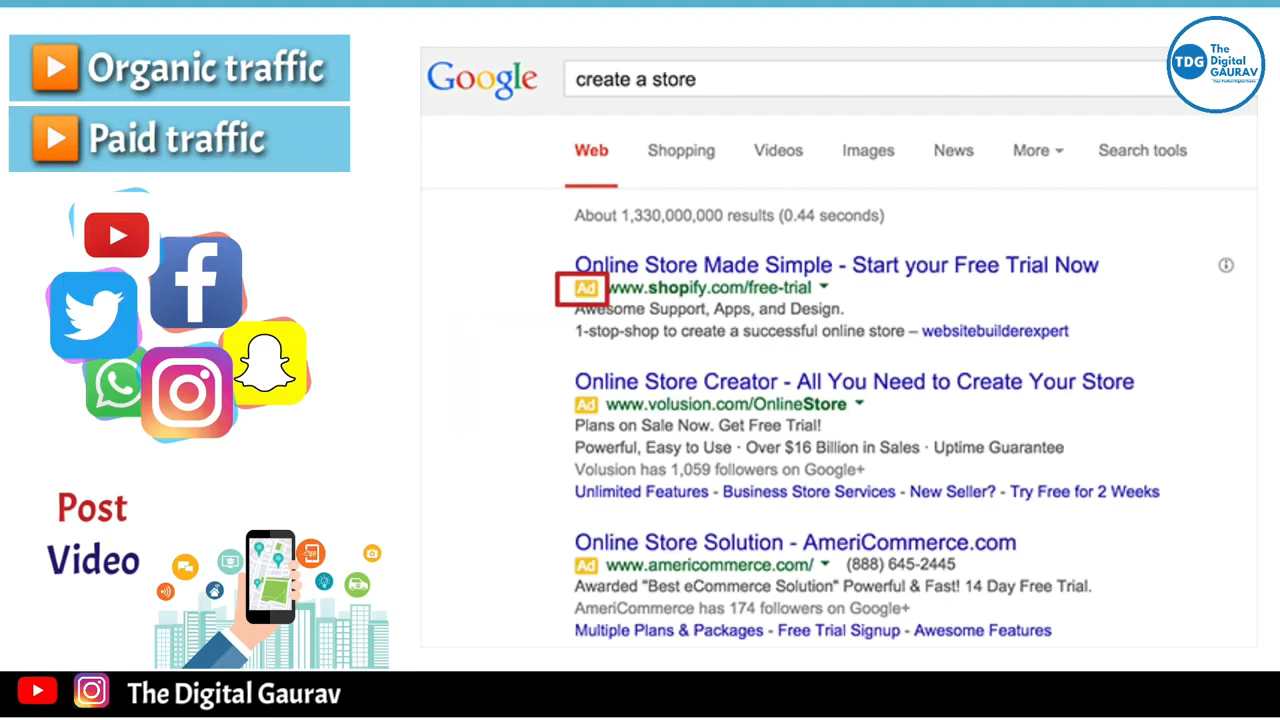 Organic traffic
Paid traffic
Post
Video
Google
create a store
Web Shopping Videos Images News More Search tools
About 1,330,000,000 results (0.44 seconds)
Online Store Made Simple - Start your Free Trial Now
Ad www.shopify.com/free-trial
Awesome Support, Apps, and Design.
1-stop-shop to create a successful online store – websitebuilderexpert
Online Store Creator - All You Need to Create Your Store
Ad www.volusion.com/OnlineStore
Plans on Sale Now. Get Free Trial!
Powerful, Easy to Use · Over $16 Billion in Sales · Uptime Guarantee
Volusion has 1,059 followers on Google+
Unlimited Features - Business Store Services - New Seller? - Try Free for 2 Weeks
Online Store Solution - AmeriCommerce.com
Ad www.americommerce.com/ (888) 645-2445
Awarded "Best eCommerce Solution" Powerful & Fast! 14 Day Free Trial.
AmeriCommerce has 174 followers on Google+
Multiple Plans & Packages - Free Trial Signup - Awesome Features
TDG
The
Digital
GAURAV
The Digital Gaurav